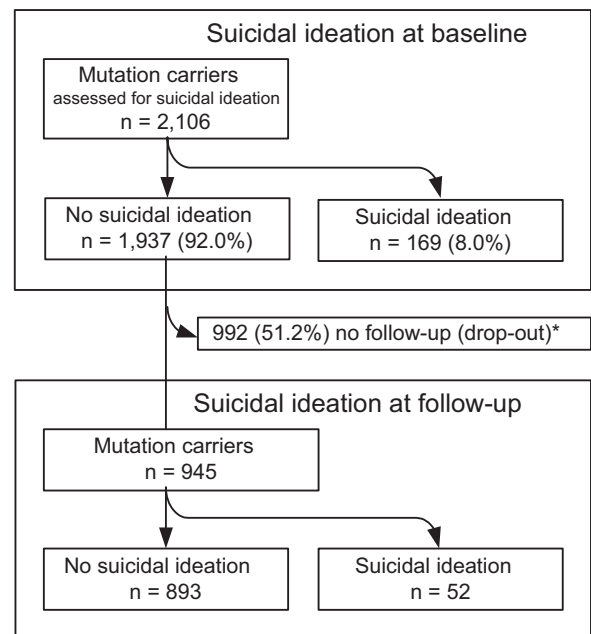 Suicidal ideation at baseline
Mutation carriers
assessed for suicidal ideation
n = 2,106
No suicidal ideation
n = 1,937 (92.0%)
Suicidal ideation
n = 169 (8.0%)
992 (51.2%) no follow-up (drop-out)*
Suicidal ideation at follow-up
Mutation carriers
n = 945
No suicidal ideation
n = 893
Suicidal ideation
n = 52